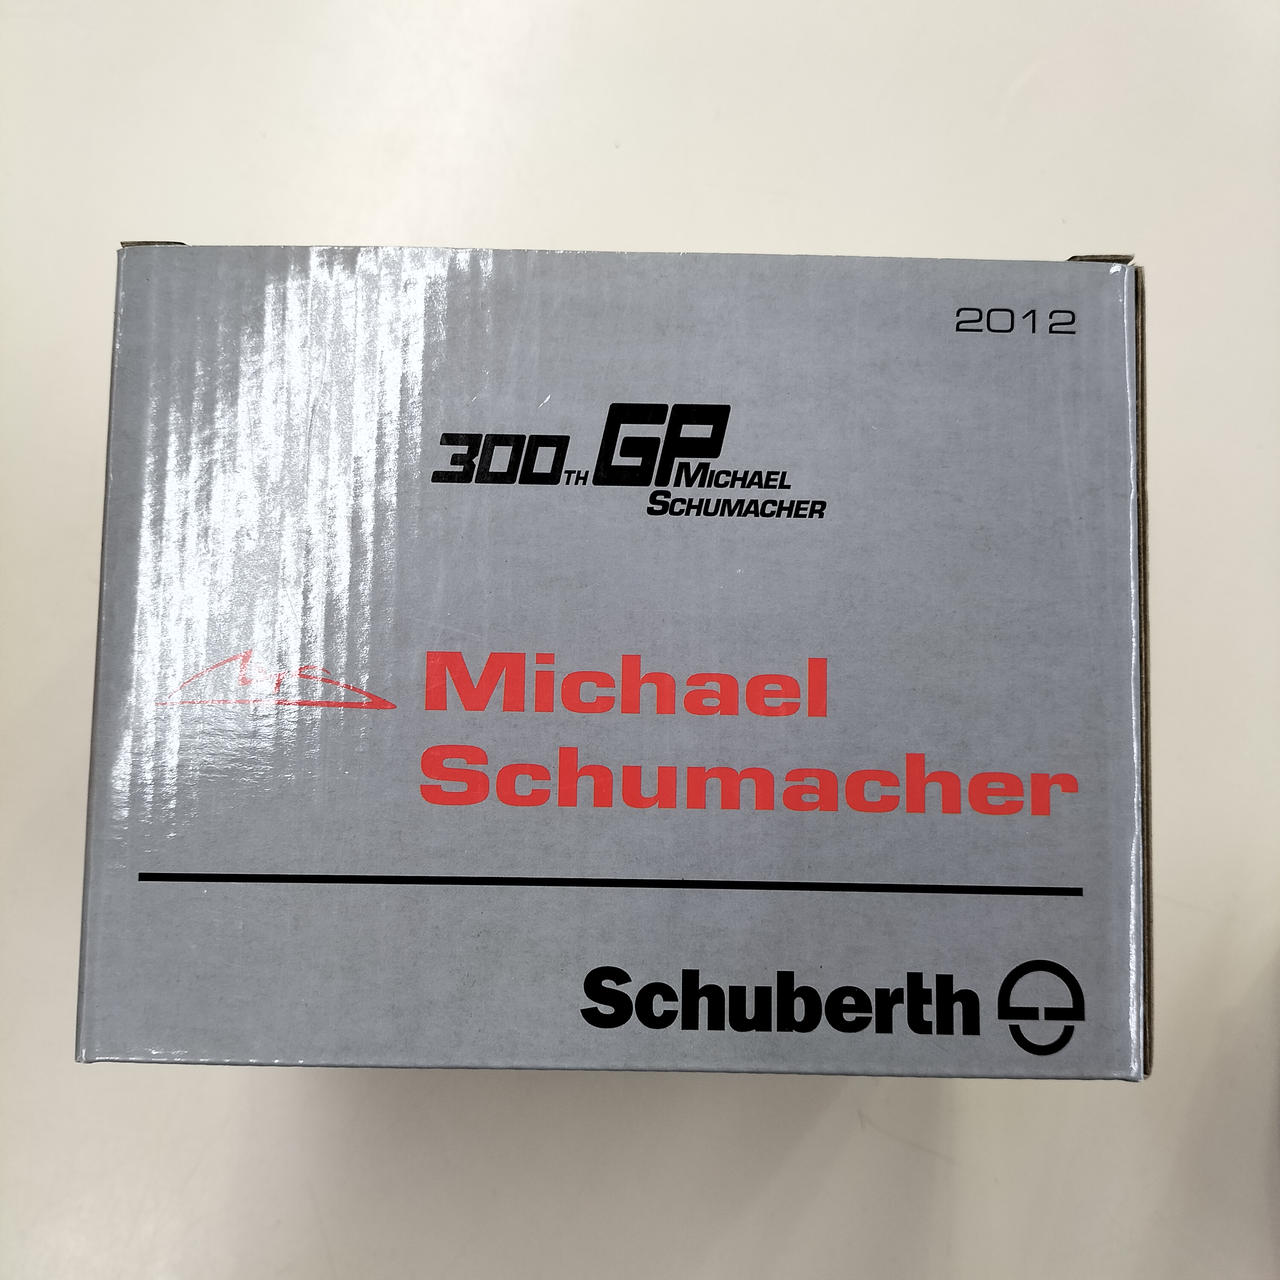 2012
300TH GP MICHAEL
SCHUMACHER
Michael
Schumacher
Schuberth